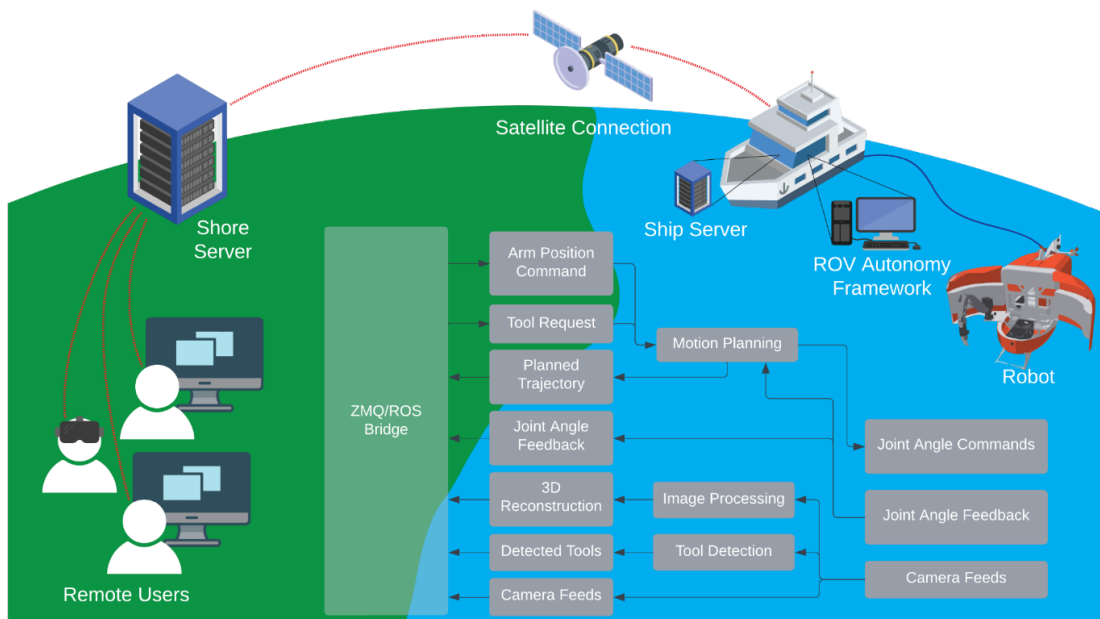 Satellite Connection
Shore
Server
Ship Server
ROV Autonomy
Framework
Robot
Remote Users
ZMQ/ROS
Bridge
Arm Position
Command
Tool Request
Planned
Trajectory
Joint Angle
Feedback
3D
Reconstruction
Detected Tools
Camera Feeds
Motion Planning
Image Processing
Tool Detection
Joint Angle Commands
Joint Angle Feedback
Camera Feeds